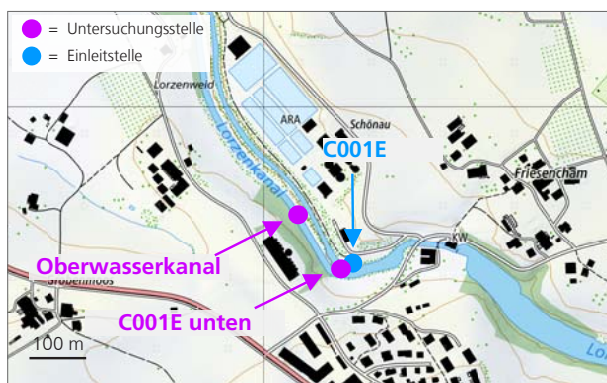 = Untersuchungsstelle
= Einleitstelle
Lorzenweid
ARA
Schönau
C001E
Lorzenkanal
Friesencham
KW
Oberwasserkanal
C001E unten
100 m